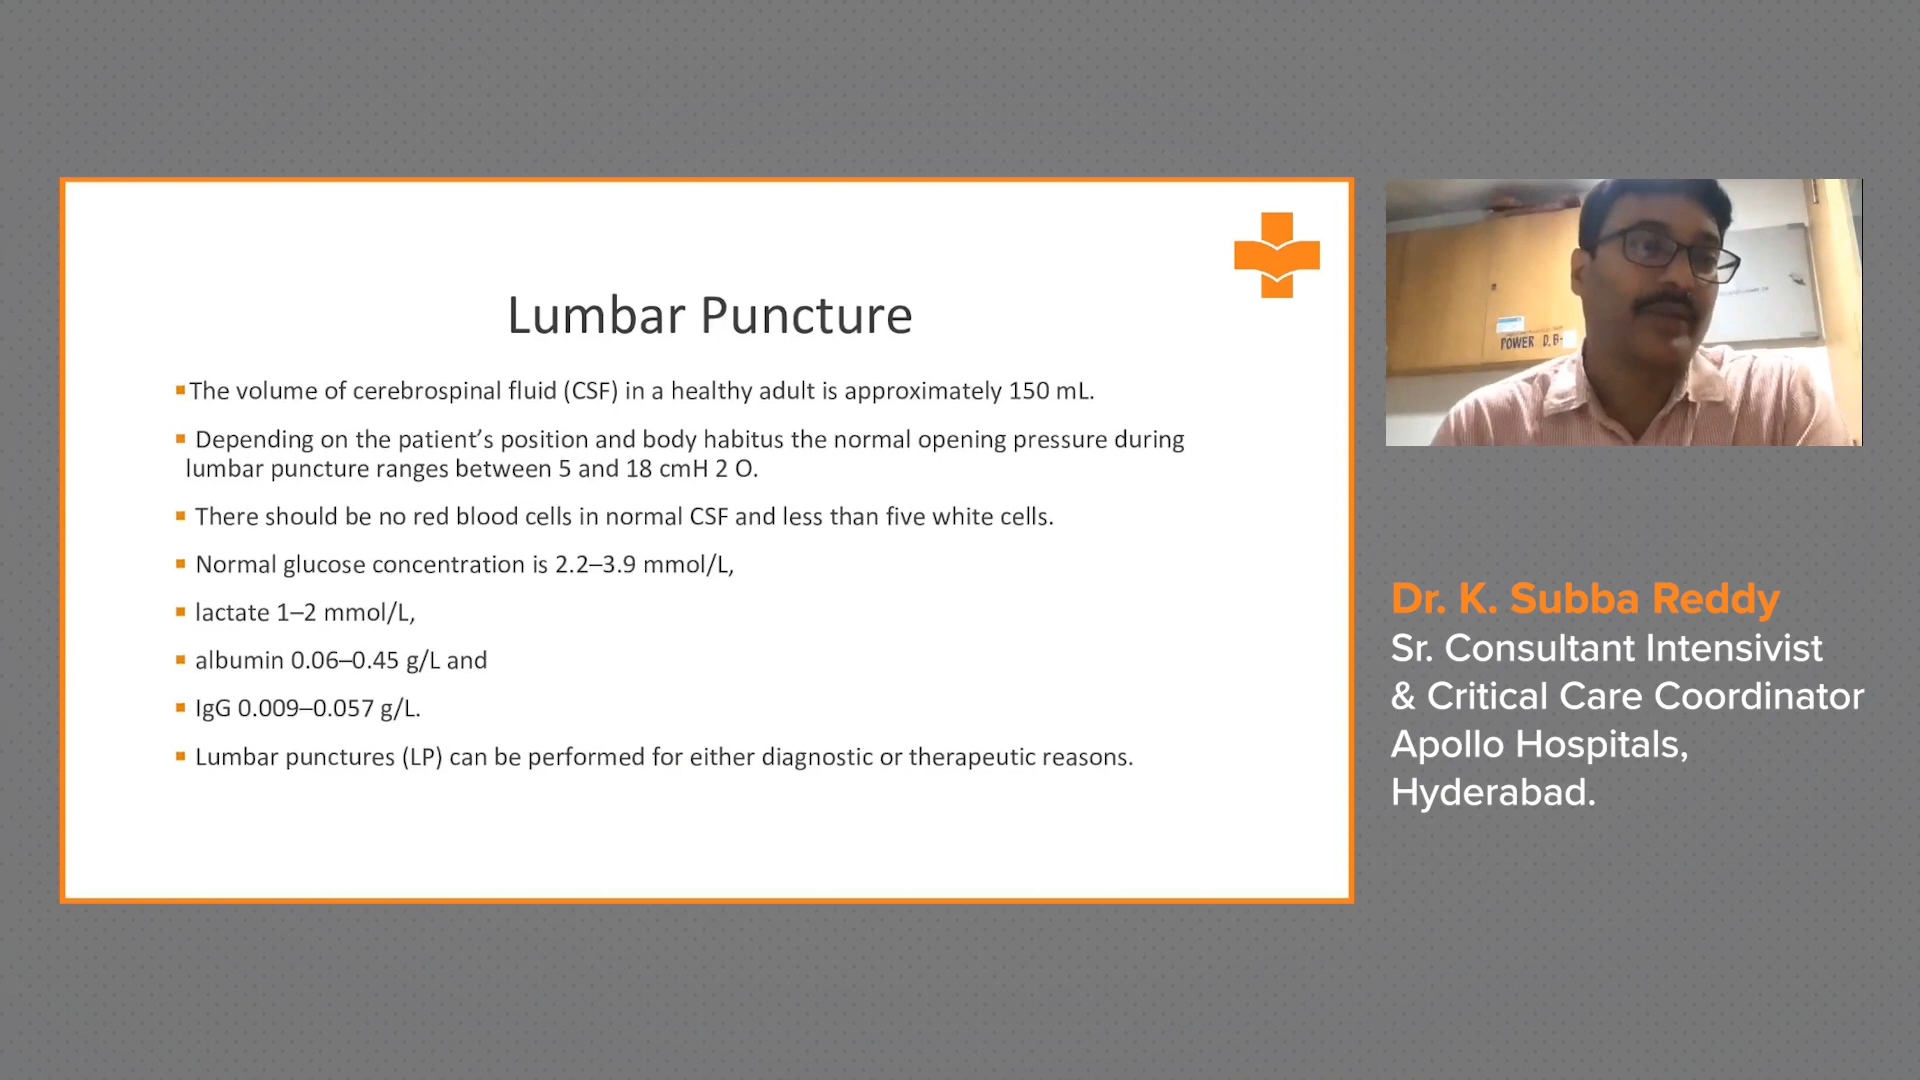 Lumbar Puncture
The volume of cerebrospinal fluid (CSF) in a healthy adult is approximately 150 mL.
Depending on the patient’s position and body habitus the normal opening pressure during
lumbar puncture ranges between 5 and 18 cmH 2 O.
There should be no red blood cells in normal CSF and less than five white cells.
Normal glucose concentration is 2.2–3.9 mmol/L,
lactate 1–2 mmol/L,
albumin 0.06–0.45 g/L and
IgG 0.009–0.057 g/L.
Lumbar punctures (LP) can be performed for either diagnostic or therapeutic reasons.
POWER D.B-
Dr. K. Subba Reddy
Sr. Consultant Intensivist
& Critical Care Coordinator
Apollo Hospitals,
Hyderabad.